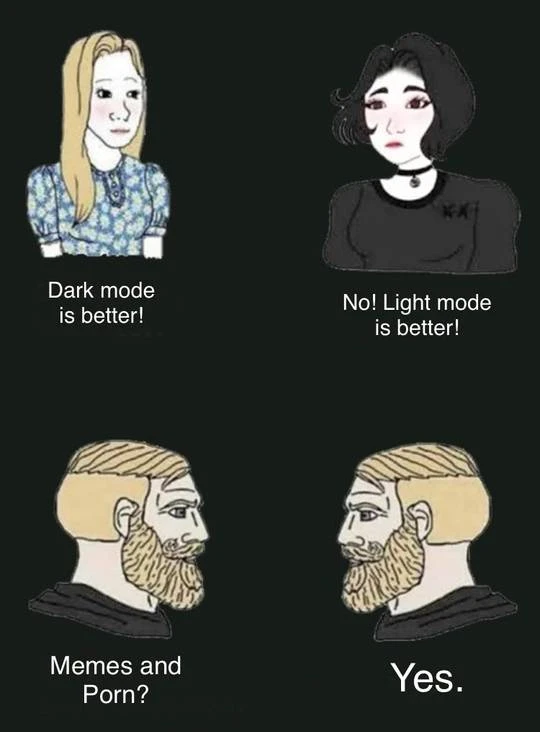 Dark mode
is better!
No! Light mode
is better!
Memes and
Porn?
Yes.